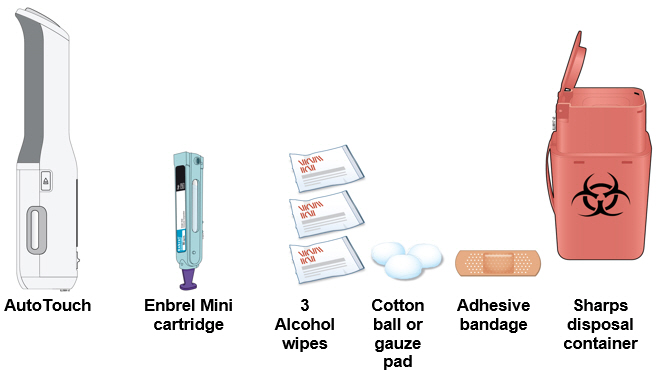 AutoTouch
Enbrel Mini
cartridge
3
Alcohol
wipes
Cotton
ball or
gauze
pad
Adhesive
bandage
Sharps
disposal
container